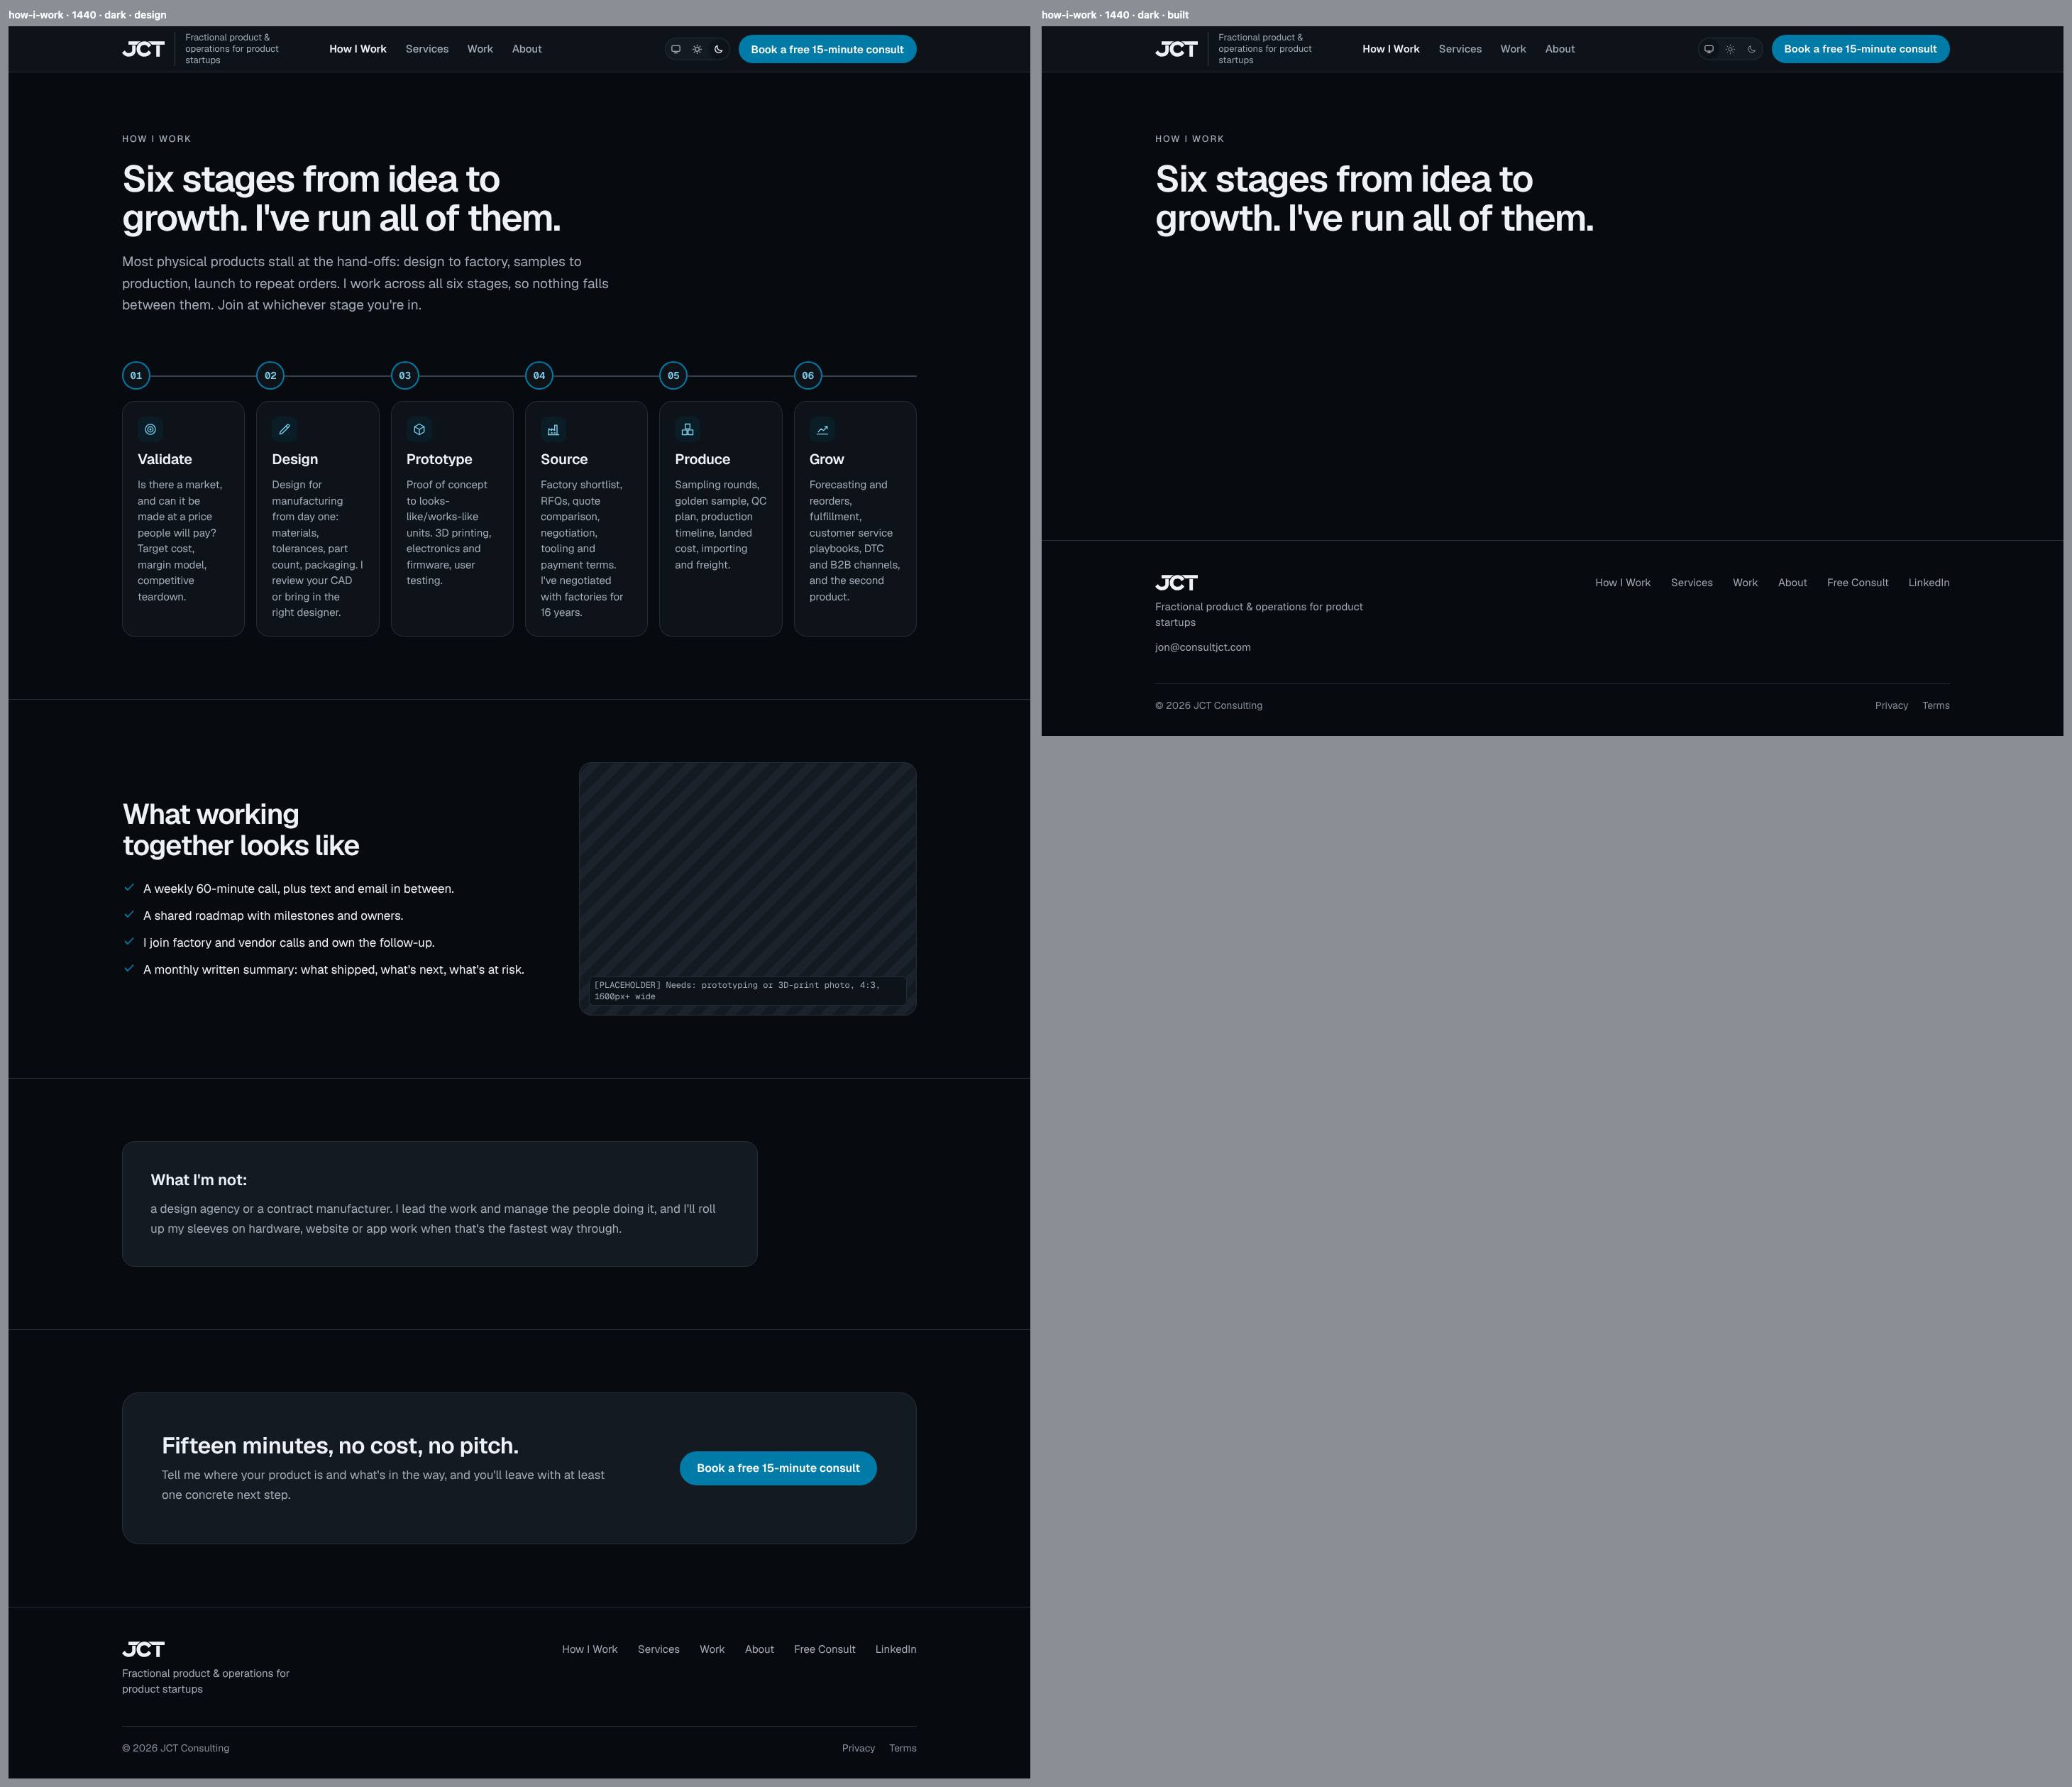 how-i-work · 1440 · dark · design
JCT
Fractional product &
operations for product
startups
How I Work
Services
Work
About
Book a free 15-minute consult
HOW I WORK
Six stages from idea to
growth. I've run all of them.
Most physical products stall at the hand-offs: design to factory, samples to
production, launch to repeat orders. I work across all six stages, so nothing falls
between them. Join at whichever stage you're in.
01
02
03
04
05
06
Validate
Is there a market,
and can it be
made at a price
people will pay?
Target cost,
margin model,
competitive
teardown.
Design
Design for
manufacturing
from day one:
materials,
tolerances, part
count, packaging. I
review your CAD
or bring in the
right designer.
Prototype
Proof of concept
to looks-
like/works-like
units. 3D printing,
electronics and
firmware, user
testing.
Source
Factory shortlist,
RFQs, quote
comparison,
negotiation,
tooling and
payment terms.
I've negotiated
with factories for
16 years.
Produce
Sampling rounds,
golden sample, QC
plan, production
timeline, landed
cost, importing
and freight.
Grow
Forecasting and
reorders,
fulfillment,
customer service
playbooks, DTC
and B2B channels,
and the second
product.
What working
together looks like
A weekly 60-minute call, plus text and email in between.
A shared roadmap with milestones and owners.
I join factory and vendor calls and own the follow-up.
A monthly written summary: what shipped, what's next, what's at risk.
[PLACEHOLDER] Needs: prototyping or 3D-print photo, 4:3,
1600px+ wide
What I'm not:
a design agency or a contract manufacturer. I lead the work and manage the people doing it, and I'll roll
up my sleeves on hardware, website or app work when that's the fastest way through.
Fifteen minutes, no cost, no pitch.
Tell me where your product is and what's in the way, and you'll leave with at least
one concrete next step.
Book a free 15-minute consult
JCT
Fractional product & operations for
product startups
How I Work
Services
Work
About
Free Consult
LinkedIn
© 2026 JCT Consulting
Privacy
Terms
how-i-work · 1440 · dark · built
JCT
Fractional product &
operations for product
startups
How I Work
Services
Work
About
Book a free 15-minute consult
HOW I WORK
Six stages from idea to
growth. I've run all of them.
JCT
Fractional product & operations for product
startups
jon@consultjct.com
How I Work
Services
Work
About
Free Consult
LinkedIn
© 2026 JCT Consulting
Privacy
Terms